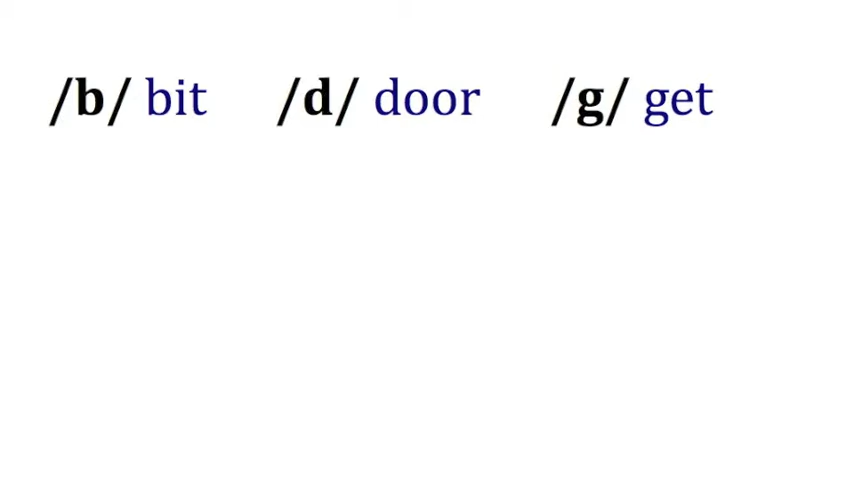 /b/ bit /d/ door /g/ get